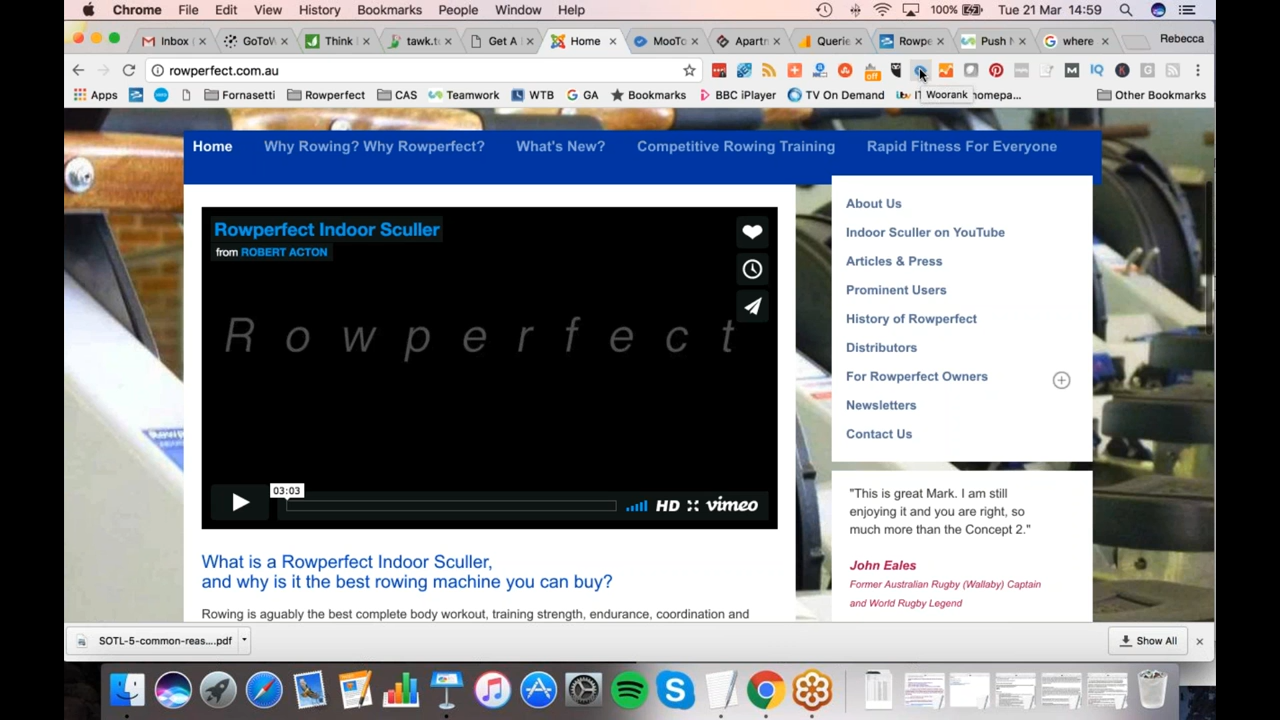 Chrome File Edit View History Bookmarks People Window Help 100% Tue 21 Mar 14:59
Inbox GoToW Think tawk.t Get A Home MooTo Apartm Querie Rowpe Push N where Rebecca
rowperfect.com.au
Apps Fornasetti Rowperfect CAS Teamwork WTB GA Bookmarks BBC iPlayer TV On Demand homepa... Other Bookmarks
Woorank
Home Why Rowing? Why Rowperfect? What's New? Competitive Rowing Training Rapid Fitness For Everyone
Rowperfect Indoor Sculler
from ROBERT ACTON
Rowperfect
03:03
HD vimeo
About Us
Indoor Sculler on YouTube
Articles & Press
Prominent Users
History of Rowperfect
Distributors
For Rowperfect Owners
Newsletters
Contact Us
"This is great Mark. I am still
enjoying it and you are right, so
much more than the Concept 2."
John Eales
Former Australian Rugby (Wallaby) Captain
and World Rugby Legend
What is a Rowperfect Indoor Sculler,
and why is it the best rowing machine you can buy?
Rowing is aguably the best complete body workout, training strength, endurance, coordination and
SOTL-5-common-reas....pdf Show All